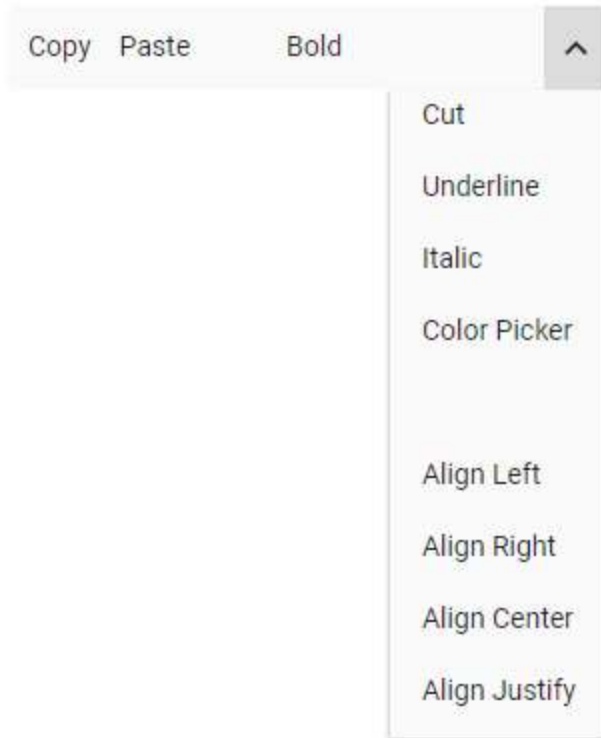 Copy Paste Bold
Cut
Underline
Italic
Color Picker
Align Left
Align Right
Align Center
Align Justify